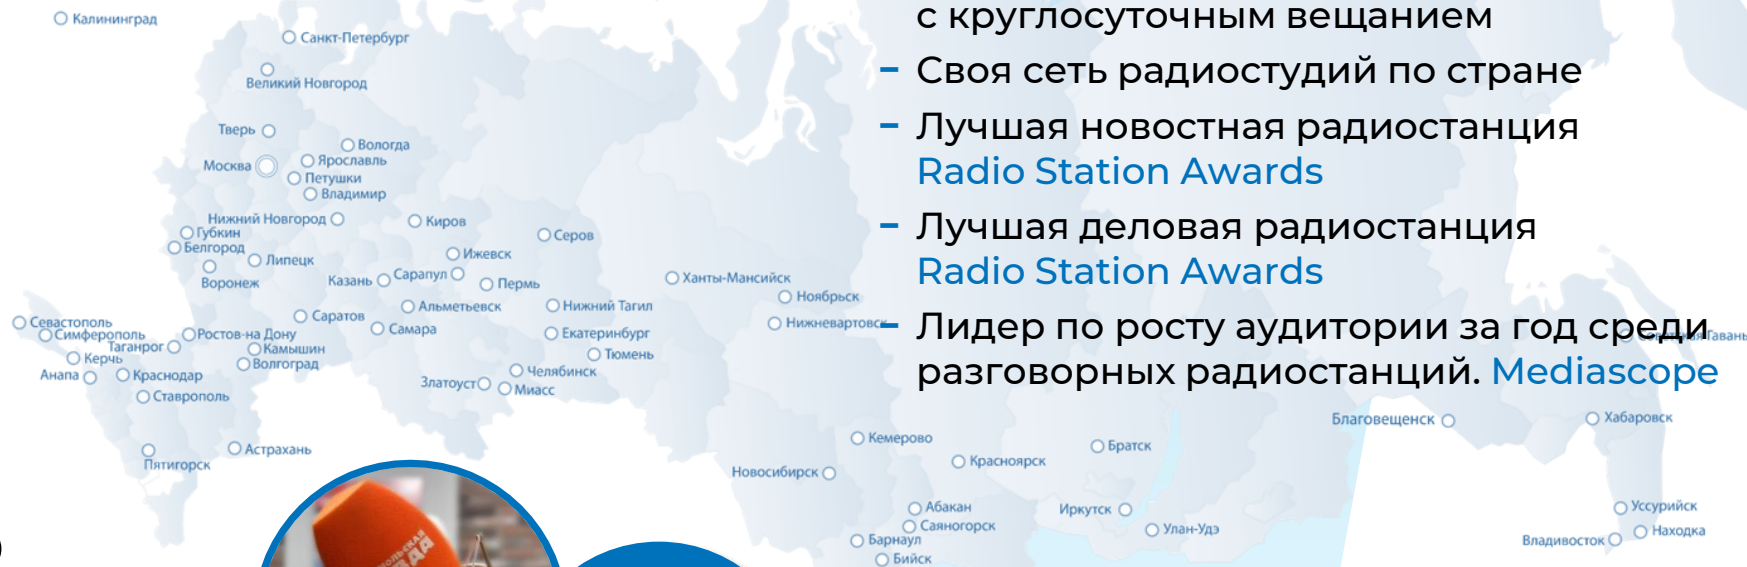 с круглосуточным вещанием
– Своя сеть радиостудий по стране
– Лучшая новостная радиостанция
Radio Station Awards
– Лучшая деловая радиостанция
Radio Station Awards
– Лидер по росту аудитории за год среди
разговорных радиостанций. Mediascope
Калининград
Санкт-Петербург
Великий Новгород
Тверь
Вологда
Москва
Ярославль
Петушки
Владимир
Нижний Новгород
Киров
Губкин
Серов
Белгород
Ижевск
Липецк
Воронеж
Казань
Сарапул
Пермь
Ханты-Мансийск
Ноябрьск
Альметьевск
Нижний Тагил
Саратов
Самара
Нижневартовск
Севастополь
Симферополь
Ростов-на Дону
Екатеринбург
Таганрог
Камышин
Керчь
Волгоград
Тюмень
Анапа
Краснодар
Челябинск
Златоуст
Миасс
Ставрополь
Астрахань
Пятигорск
Советская Гавань
Благовещенск
Хабаровск
Кемерово
Братск
Красноярск
Новосибирск
Абакан
Иркутск
Саяногорск
Улан-Удэ
Барнаул
Бийск
Уссурийск
Находка
Владивосток